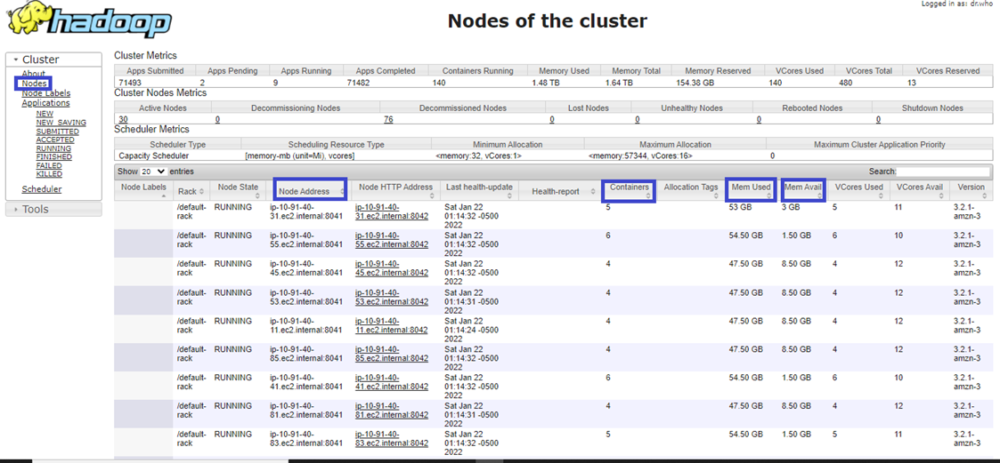 Logged in as: dr.who
hadoop
Nodes of the cluster
Cluster
About
Nodes
Node Labels
Applications
NEW
NEW_SAVING
SUBMITTED
ACCEPTED
RUNNING
FINISHED
FAILED
KILLED
Scheduler
Tools
Cluster Metrics
Apps Submitted Apps Pending Apps Running Apps Completed Containers Running Memory Used Memory Total Memory Reserved VCores Used VCores Total VCores Reserved
71493 2 9 71482 140 1.48 TB 1.64 TB 154.38 GB 140 480 13
Cluster Nodes Metrics
Active Nodes Decommissioning Nodes Decommissioned Nodes Lost Nodes Unhealthy Nodes Rebooted Nodes Shutdown Nodes
30 0 76 0 0 0 0
Scheduler Metrics
Scheduler Type Scheduling Resource Type Minimum Allocation Maximum Allocation Maximum Cluster Application Priority
Capacity Scheduler [memory-mb (unit=Mi), vcores] <memory:32, vCores:1> <memory:57344, vCores:16> 0
Show 20 entries Search:
Node Labels Rack Node State Node Address Node HTTP Address Last health-update Health-report Containers Allocation Tags Mem Used Mem Avail VCores Used VCores Avail Version
/default- RUNNING ip-10-91-40- ip-10-91-40- Sat Jan 22 5 53 GB 3 GB 5 11 3.2.1-
rack 31.ec2.internal:8041 31.ec2.internal:8042 01:14:32 -0500 amzn-3
2022
/default- RUNNING ip-10-91-40- ip-10-91-40- Sat Jan 22 6 54.50 GB 1.50 GB 6 10 3.2.1-
rack 55.ec2.internal:8041 55.ec2.internal:8042 01:14:32 -0500 amzn-3
2022
/default- RUNNING ip-10-91-40- ip-10-91-40- Sat Jan 22 4 47.50 GB 8.50 GB 4 12 3.2.1-
rack 45.ec2.internal:8041 45.ec2.internal:8042 01:14:32 -0500 amzn-3
2022
/default- RUNNING ip-10-91-40- ip-10-91-40- Sat Jan 22 4 47.50 GB 8.50 GB 4 12 3.2.1-
rack 53.ec2.internal:8041 53.ec2.internal:8042 01:14:31 -0500 amzn-3
2022
/default- RUNNING ip-10-91-40- ip-10-91-40- Sat Jan 22 4 47.50 GB 8.50 GB 4 12 3.2.1-
rack 11.ec2.internal:8041 11.ec2.internal:8042 01:14:24 -0500 amzn-3
2022
/default- RUNNING ip-10-91-40- ip-10-91-40- Sat Jan 22 4 47.50 GB 8.50 GB 4 12 3.2.1-
rack 85.ec2.internal:8041 85.ec2.internal:8042 01:14:32 -0500 amzn-3
2022
/default- RUNNING ip-10-91-40- ip-10-91-40- Sat Jan 22 6 54.50 GB 1.50 GB 6 10 3.2.1-
rack 41.ec2.internal:8041 41.ec2.internal:8042 01:14:32 -0500 amzn-3
2022
/default- RUNNING ip-10-91-40- ip-10-91-40- Sat Jan 22 4 47.50 GB 8.50 GB 4 12 3.2.1-
rack 81.ec2.internal:8041 81.ec2.internal:8042 01:14:31 -0500 amzn-3
2022
/default- RUNNING ip-10-91-40- ip-10-91-40- Sat Jan 22 5 54.50 GB 1.50 GB 5 11 3.2.1-
rack 83.ec2.internal:8041 83.ec2.internal:8042 01:14:32 -0500 amzn-3
2022